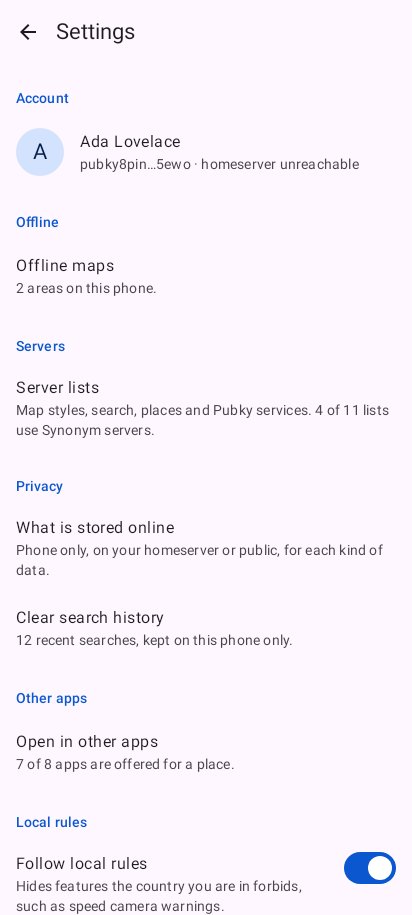 Settings
Account
A
Ada Lovelace
pubky8pin…5ewo · homeserver unreachable
Offline
Offline maps
2 areas on this phone.
Servers
Server lists
Map styles, search, places and Pubky services. 4 of 11 lists
use Synonym servers.
Privacy
What is stored online
Phone only, on your homeserver or public, for each kind of
data.
Clear search history
12 recent searches, kept on this phone only.
Other apps
Open in other apps
7 of 8 apps are offered for a place.
Local rules
Follow local rules
Hides features the country you are in forbids,
such as speed camera warnings.